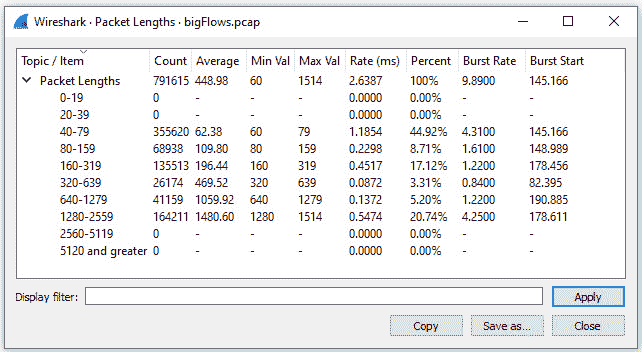 Wireshark · Packet Lengths · bigFlows.pcap
Topic / Item Count Average Min Val Max Val Rate (ms) Percent Burst Rate Burst Start
Packet Lengths 791615 448.98 60 1514 2.6387 100% 9.8900 145.166
0-19 0 - - - 0.0000 0.00% - -
20-39 0 - - - 0.0000 0.00% - -
40-79 355620 62.38 60 79 1.1854 44.92% 4.3100 145.166
80-159 68938 109.80 80 159 0.2298 8.71% 1.6100 148.989
160-319 135513 196.44 160 319 0.4517 17.12% 1.2200 178.456
320-639 26174 469.52 320 639 0.0872 3.31% 0.8400 82.395
640-1279 41159 1059.92 640 1279 0.1372 5.20% 1.2200 190.885
1280-2559 164211 1480.60 1280 1514 0.5474 20.74% 4.2500 178.611
2560-5119 0 - - - 0.0000 0.00% - -
5120 and greater 0 - - - 0.0000 0.00% - -
Display filter:
Apply
Copy
Save as...
Close